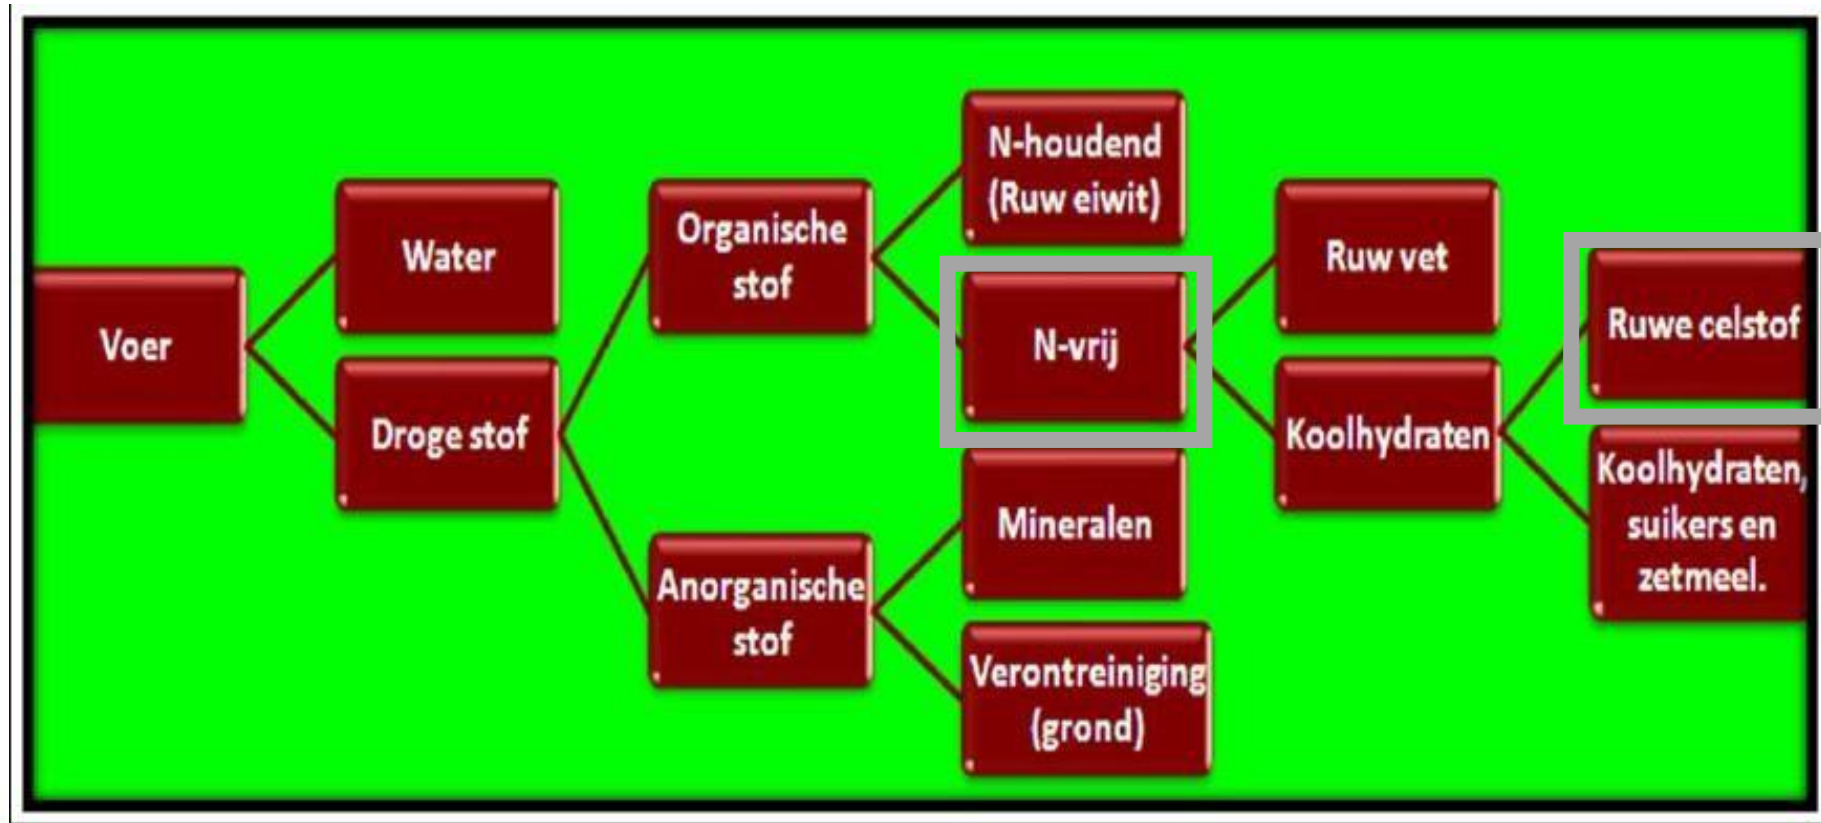 Voer
Water
Droge stof
Organische
stof
Anorganische
stof
N-houdend
(Ruw eiwit)
N-vrij
Mineralen
Verontreiniging
(grond)
Ruw vet
Koolhydraten
Ruwe celstof
Koolhydraten,
suikers en
zetmeel.